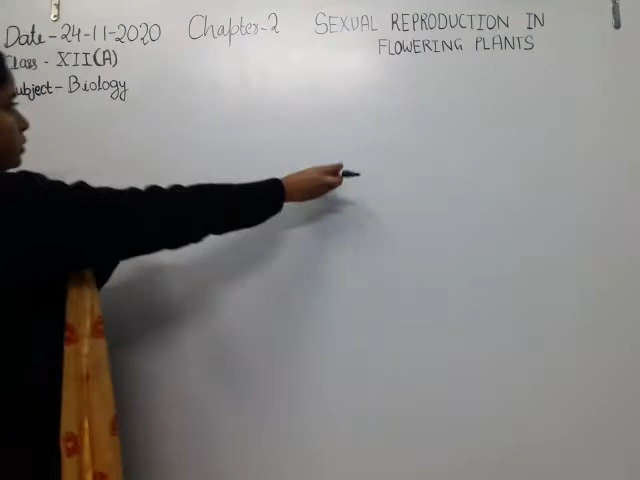 Date-24-11-2020 Chapter-2 SEXUAL REPRODUCTION IN
FLOWERING PLANTS
Class - XII(A)
Subject-Biology